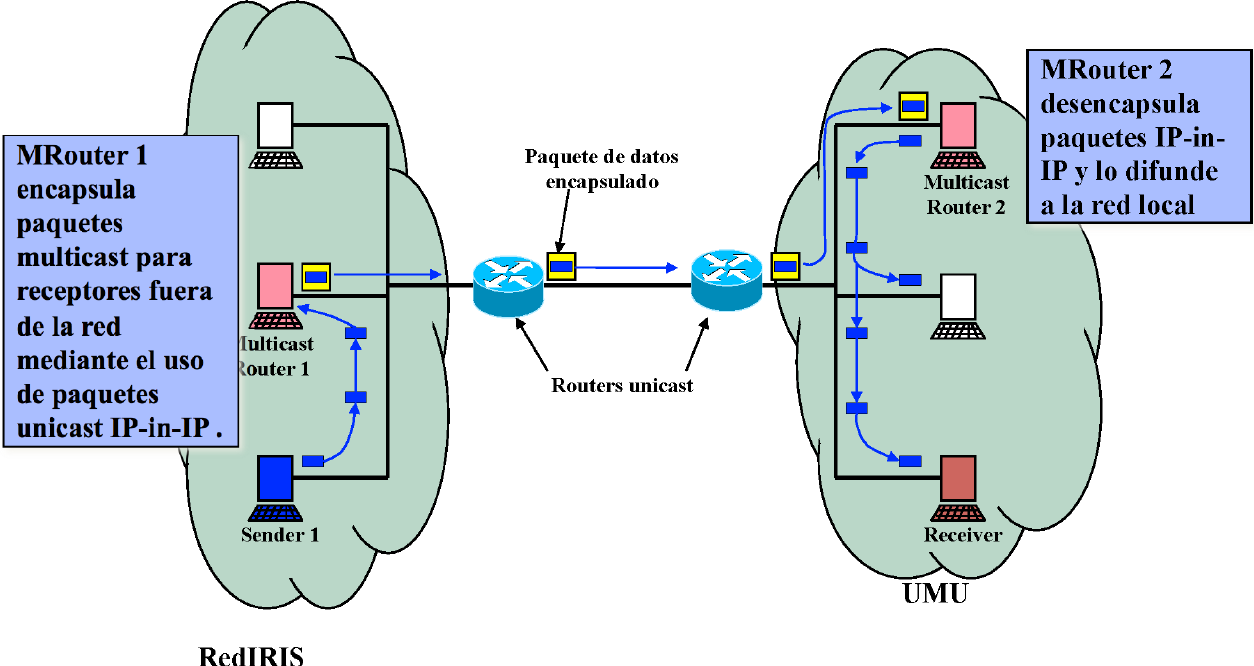 MRouter 1
encapsula
paquetes
multicast para
receptores fuera
de la red
mediante el uso
de paquetes
unicast IP-in-IP .
Multicast
Router 1
Sender 1
RedIRIS
Paquete de datos
encapsulado
Routers unicast
MRouter 2
desencapsula
paquetes IP-in-
IP y lo difunde
a la red local
Multicast
Router 2
Receiver
UMU